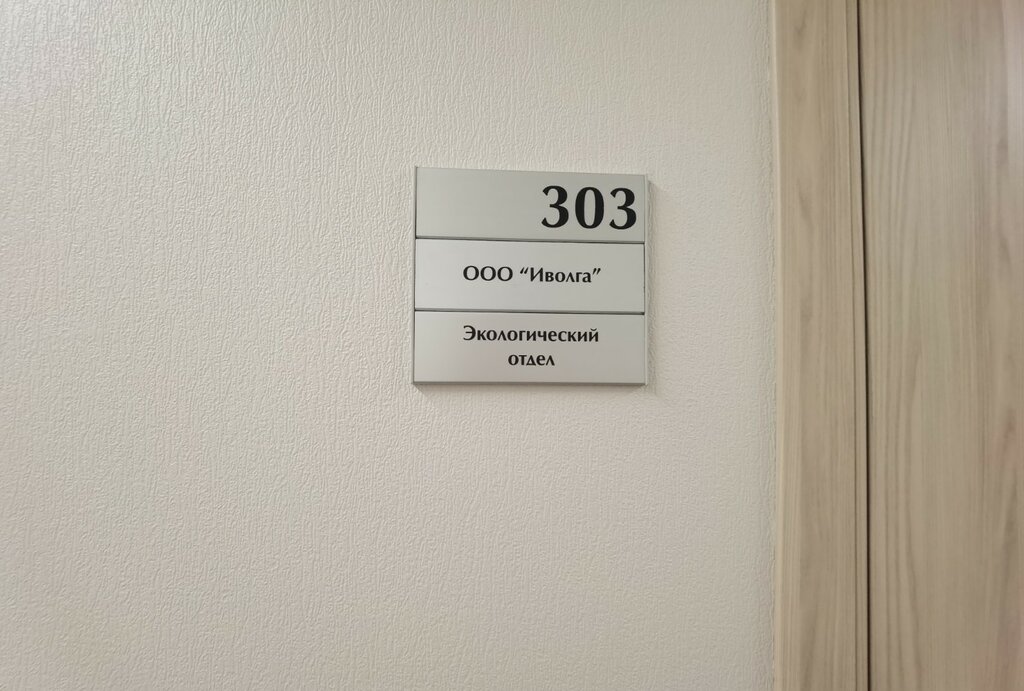 303
ООО “Иволга”
Экологический
отдел